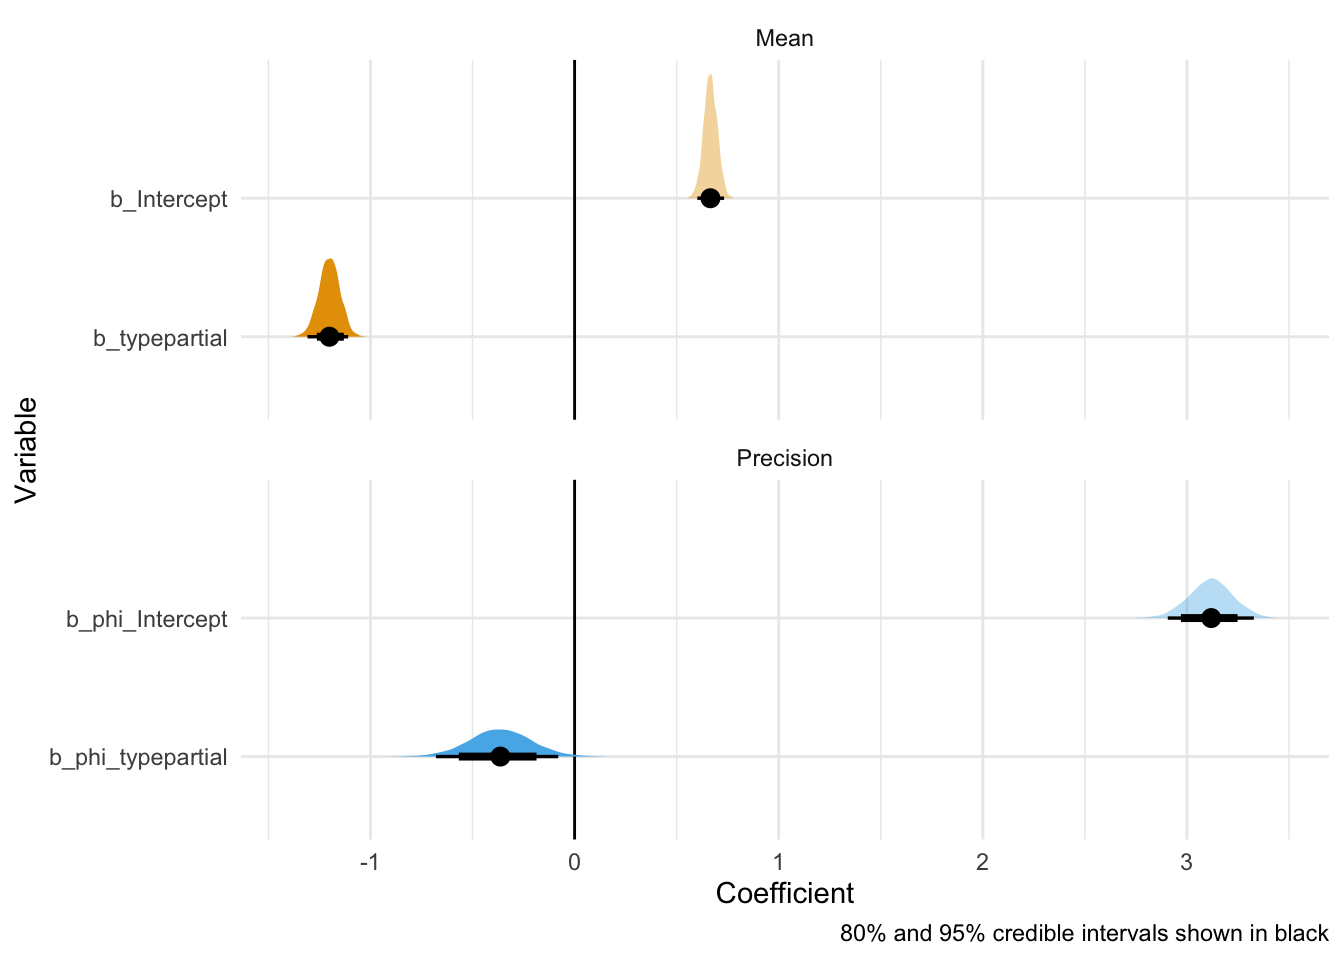 Mean
b_Intercept
b_typepartial
Variable
Precision
b_phi_Intercept
b_phi_typepartial
-1 0 1 2 3
Coefficient
80% and 95% credible intervals shown in black